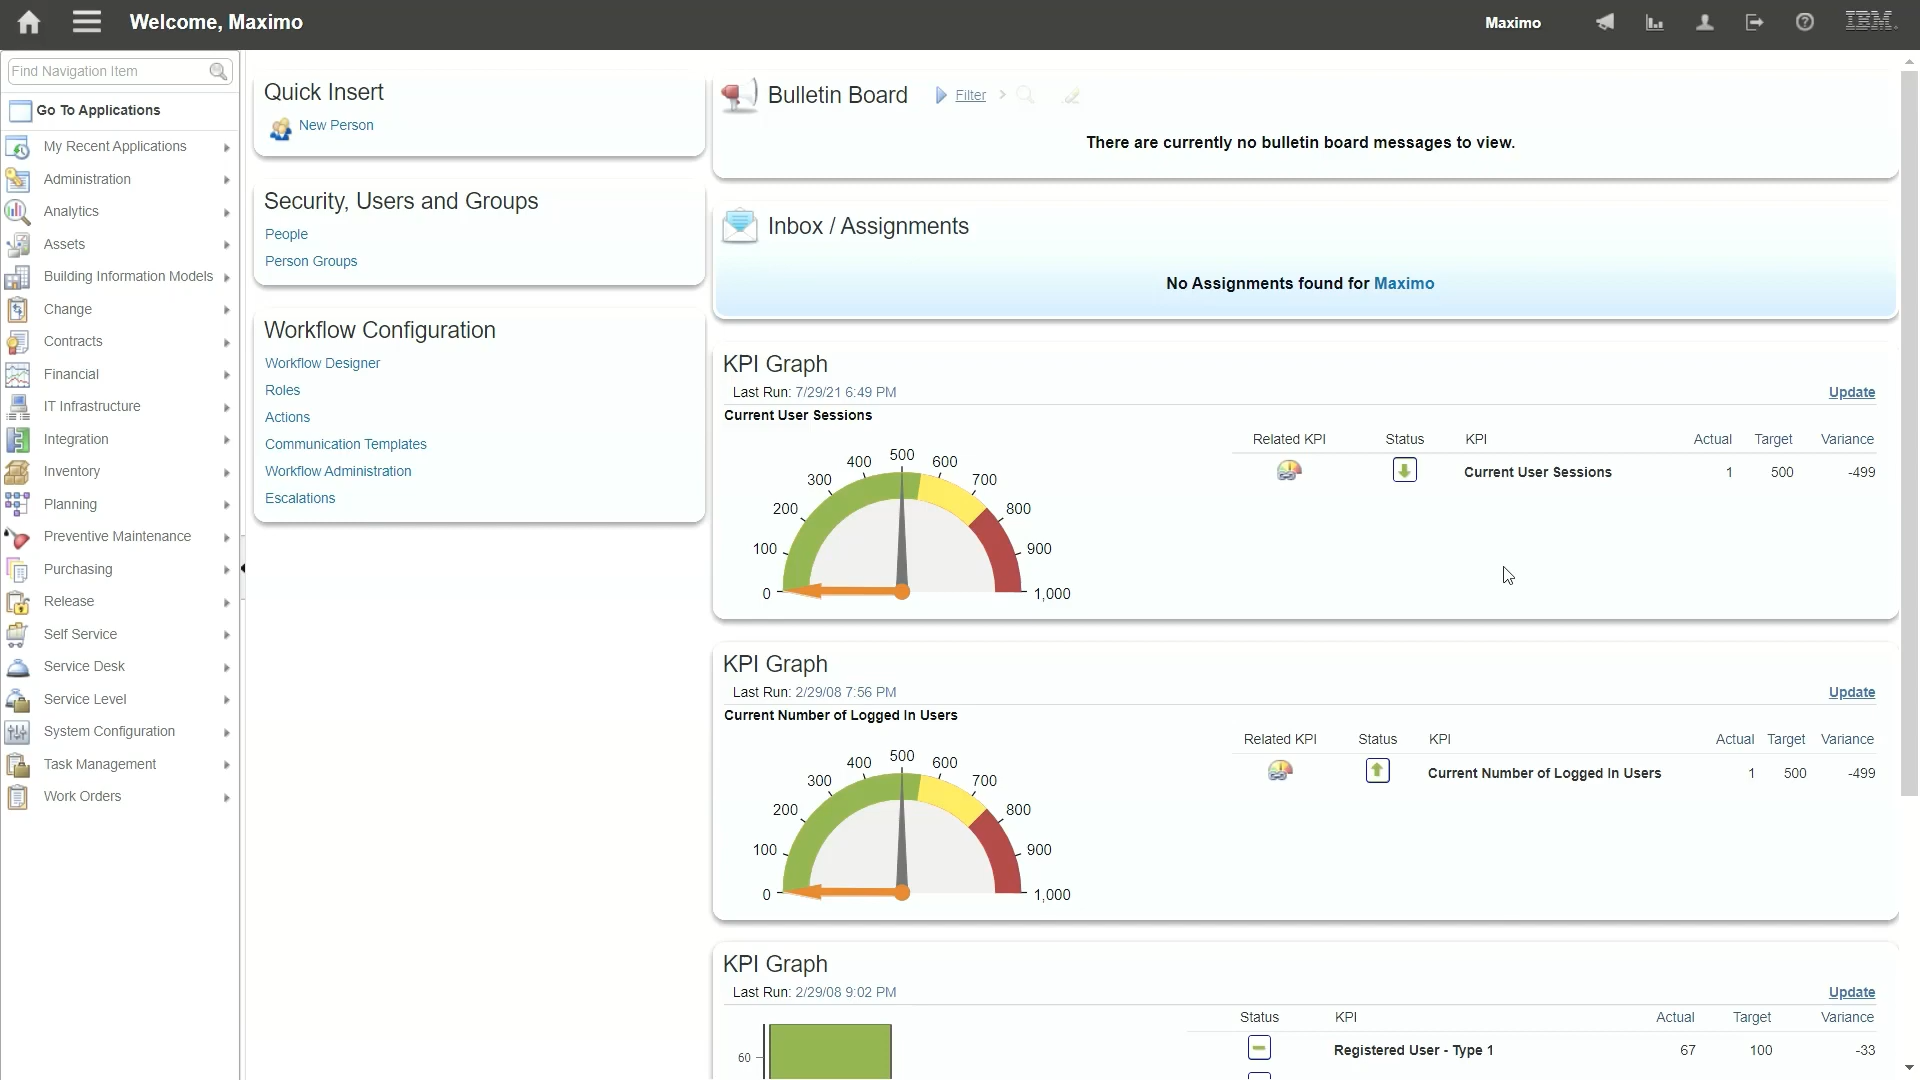 Welcome, Maximo
Maximo
IBM.
Find Navigation Item
Go To Applications
My Recent Applications
Administration
Analytics
Assets
Building Information Models
Change
Contracts
Financial
IT Infrastructure
Integration
Inventory
Planning
Preventive Maintenance
Purchasing
Release
Self Service
Service Desk
Service Level
System Configuration
Task Management
Work Orders
Quick Insert
New Person
Security, Users and Groups
People
Person Groups
Workflow Configuration
Workflow Designer
Roles
Actions
Communication Templates
Workflow Administration
Escalations
Bulletin Board
Filter
There are currently no bulletin board messages to view.
Inbox / Assignments
No Assignments found for Maximo
KPI Graph
Last Run: 7/29/21 6:49 PM
Update
Current User Sessions
0
100
200
300
400
500
600
700
800
900
1,000
Related KPI Status KPI Actual Target Variance
Current User Sessions 1 500 -499
KPI Graph
Last Run: 2/29/08 7:56 PM
Update
Current Number of Logged In Users
0
100
200
300
400
500
600
700
800
900
1,000
Related KPI Status KPI Actual Target Variance
Current Number of Logged In Users 1 500 -499
KPI Graph
Last Run: 2/29/08 9:02 PM
Update
60
Status KPI Actual Target Variance
Registered User - Type 1 67 100 -33